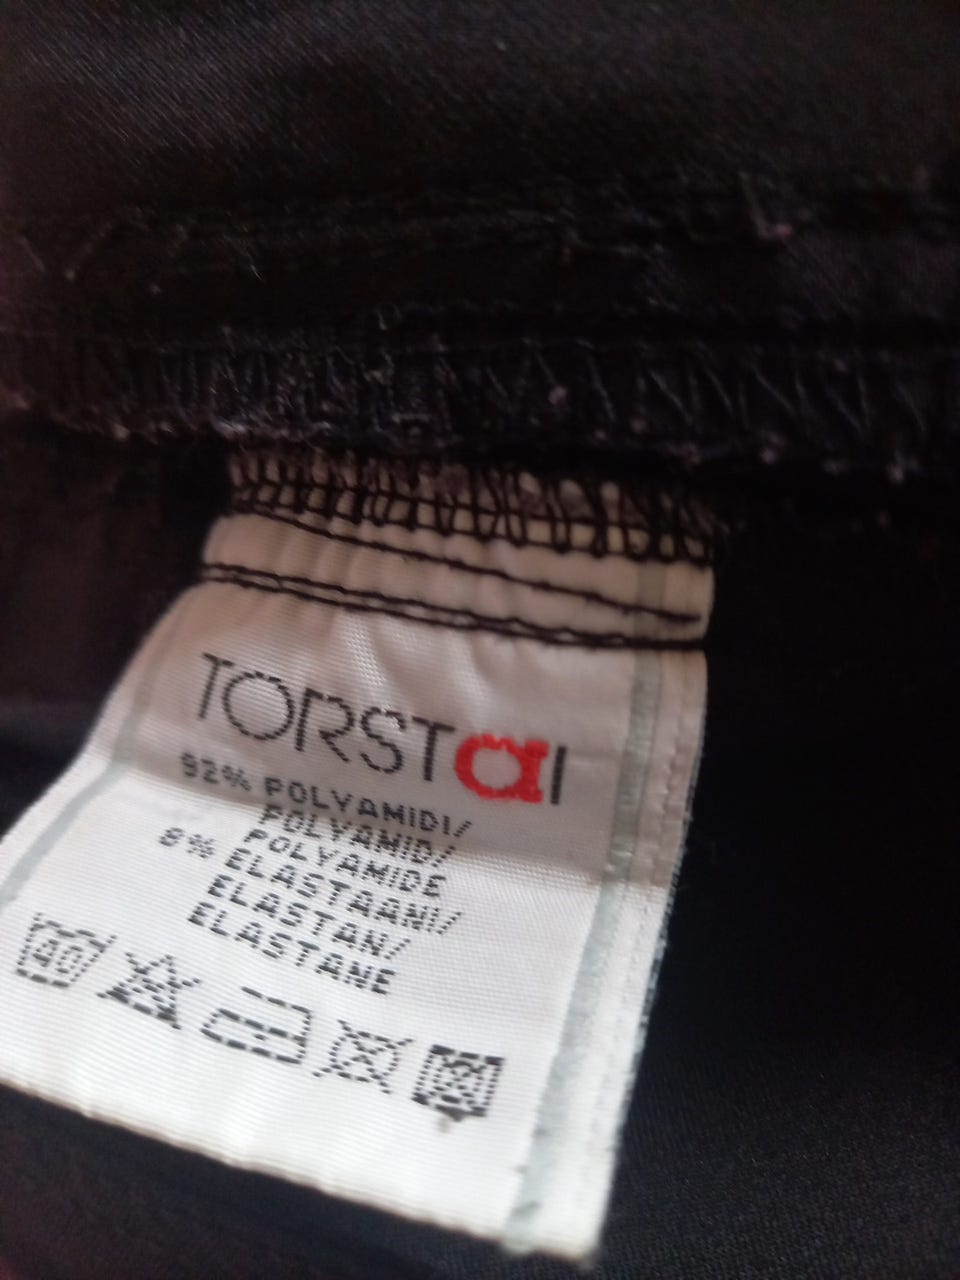 TORSTaI
92% POLYAMIDI/
POLYAMID/
POLYAMIDE
8% ELASTAANI/
ELASTAN/
ELASTANE
40